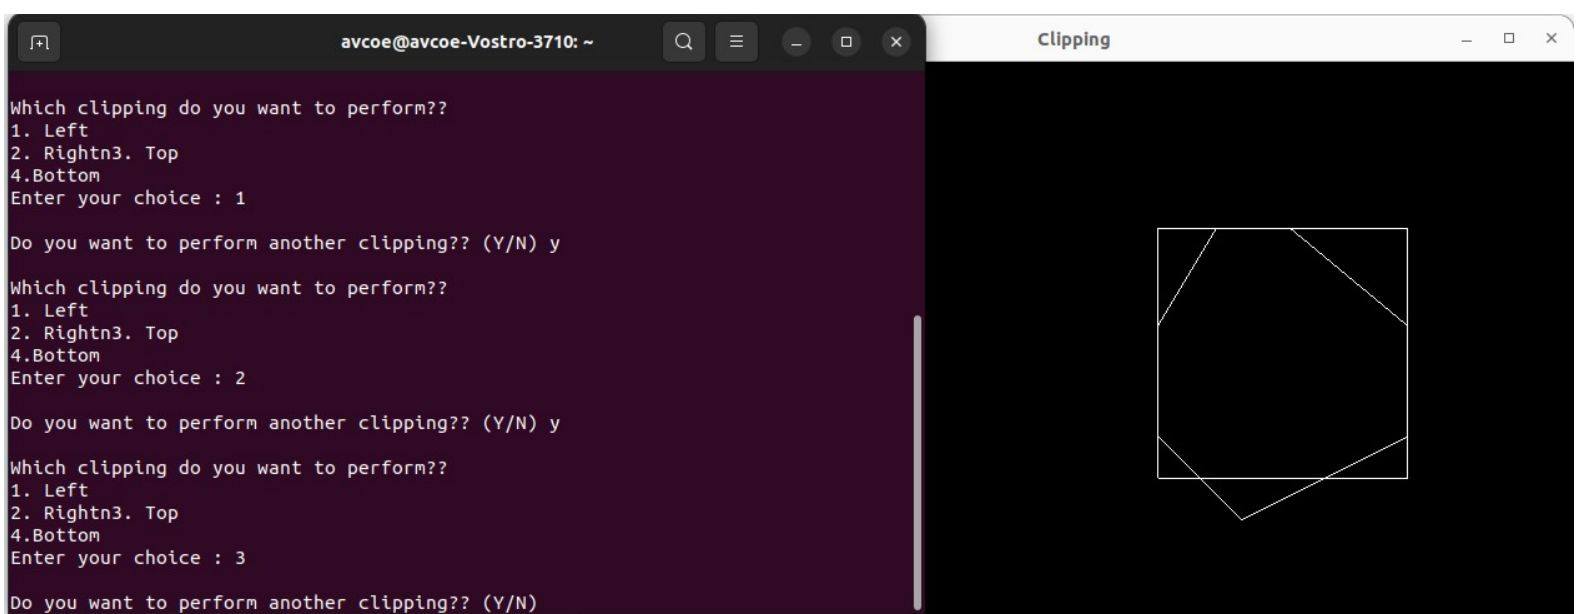 avcoe@avcoe-Vostro-3710: ~
Clipping
Which clipping do you want to perform??
1. Left
2. Rightn3. Top
4.Bottom
Enter your choice : 1
Do you want to perform another clipping?? (Y/N) y
Which clipping do you want to perform??
1. Left
2. Rightn3. Top
4.Bottom
Enter your choice : 2
Do you want to perform another clipping?? (Y/N) y
Which clipping do you want to perform??
1. Left
2. Rightn3. Top
4.Bottom
Enter your choice : 3
Do you want to perform another clipping?? (Y/N)